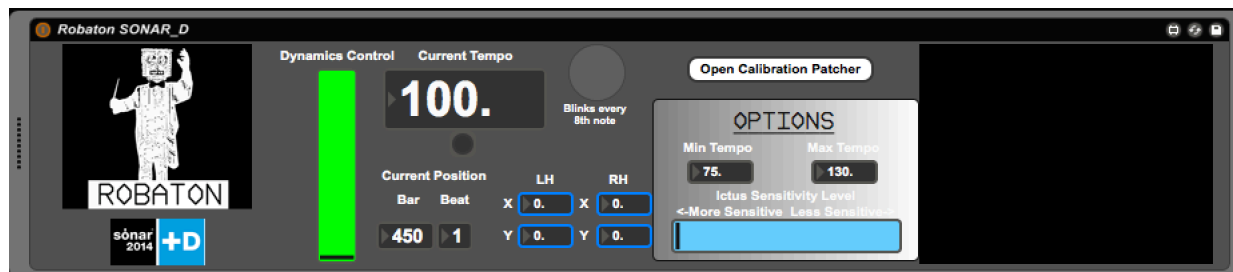 Robaton SONAR_D
ROBATON
sónar
2014
+D
Dynamics Control
Current Tempo
100.
Blinks every
8th note
Current Position
Bar Beat
450 1
LH RH
X 0. X 0.
Y 0. Y 0.
Open Calibration Patcher
OPTIONS
Min Tempo Max Tempo
75. 130.
Ictus Sensitivity Level
<-More Sensitive Less Sensitive->